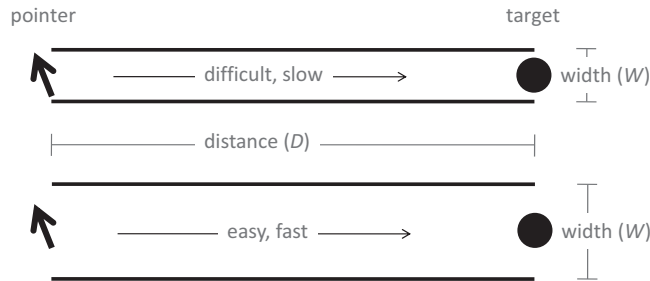 pointer target
difficult, slow width (W)
distance (D)
easy, fast width (W)